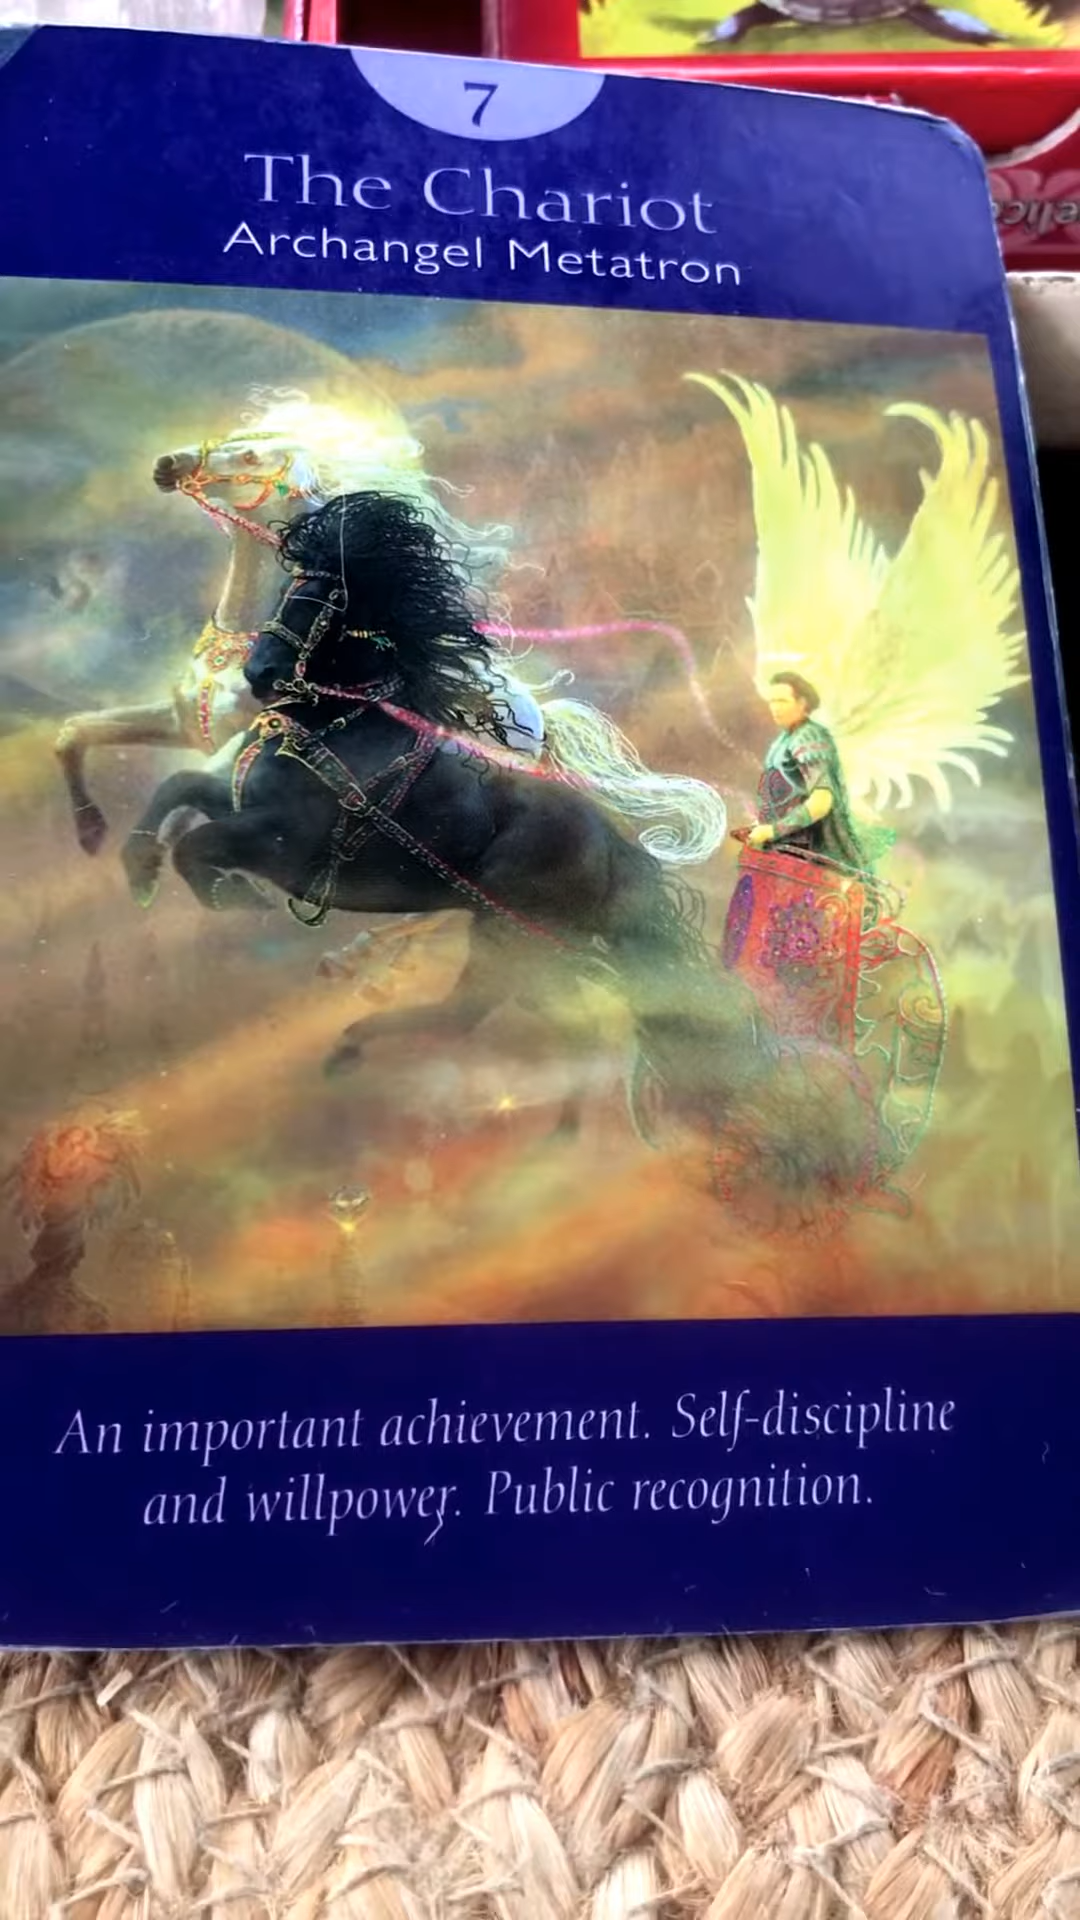 7
The Chariot
Archangel Metatron
An important achievement. Self-discipline
and willpower. Public recognition.